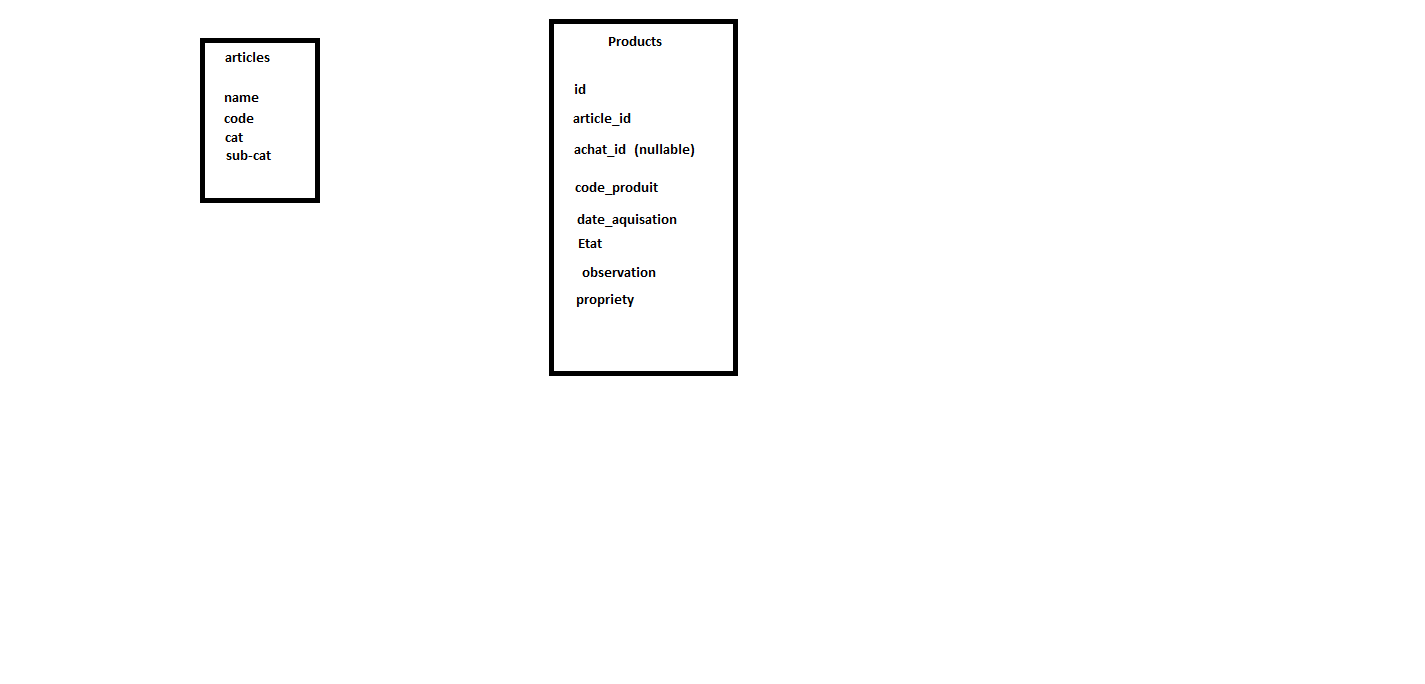 articles
name
code
cat
sub-cat
Products
id
article_id
achat_id (nullable)
code_produit
date_aquisation
Etat
observation
propriety